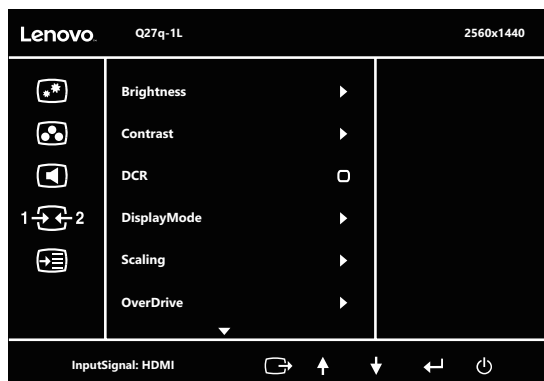 Lenovo.
Q27q-1L
2560x1440
Brightness
Contrast
DCR
1 2
DisplayMode
Scaling
OverDrive
InputSignal: HDMI